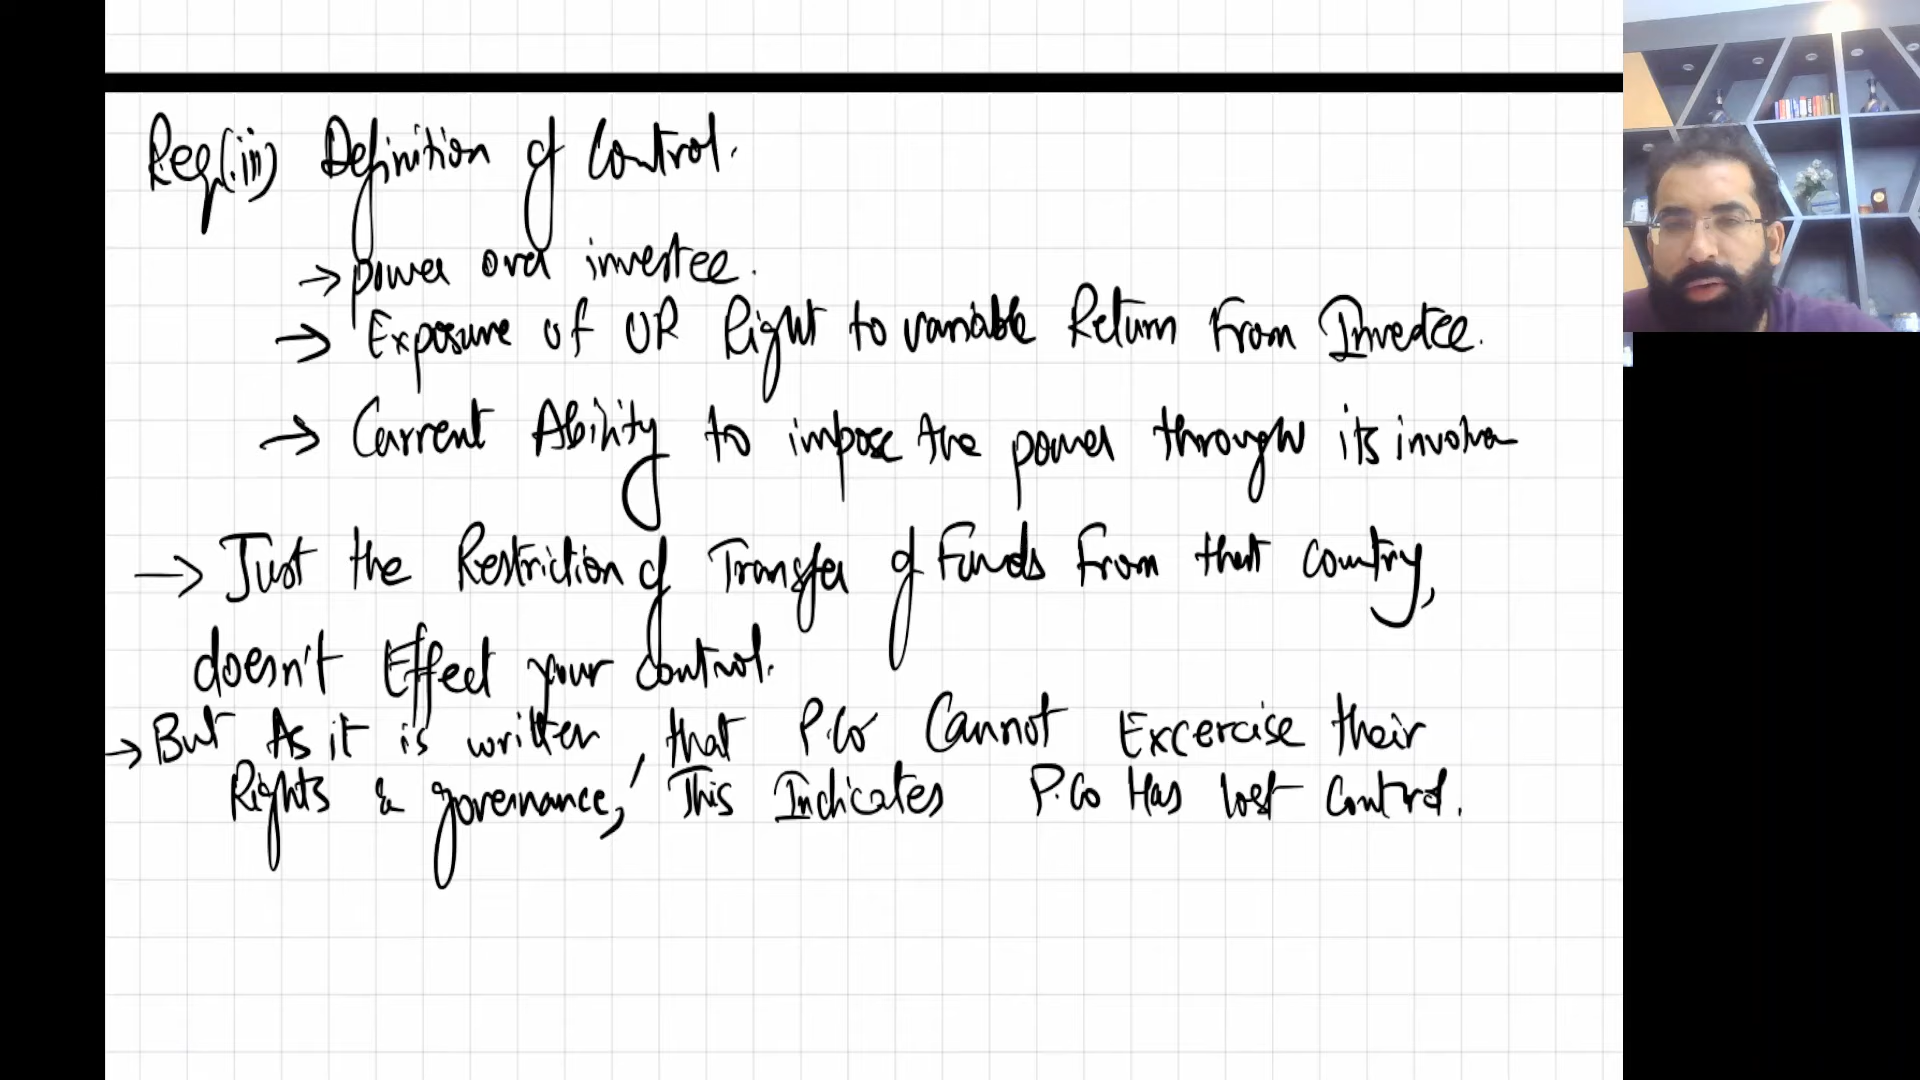 Req(iii) Definition of Control.
→ power over investee.
→ Exposure of OR Right to variable Return From Investee.
→ Current Ability to impose the power through its involve
→ Just the Restriction of Transfer of Funds From that country,
doesn't Effect your control.
→ But As it is written, that P.Co Cannot Excercise their
Rights & governance, This Indicates P.Co Has lost Control.